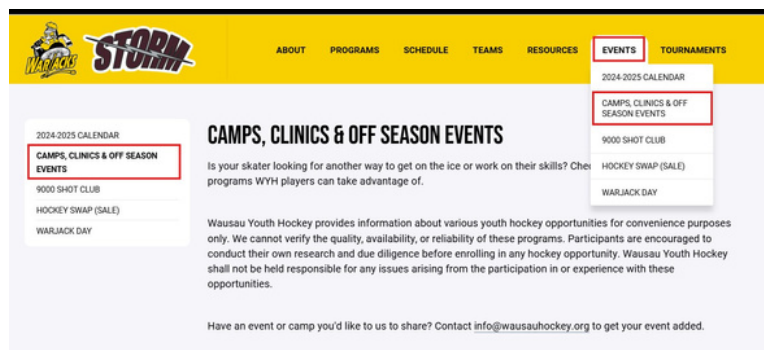 WARJACKS
STORM
ABOUT PROGRAMS SCHEDULE TEAMS RESOURCES EVENTS TOURNAMENTS
2024-2025 CALENDAR
CAMPS, CLINICS & OFF
SEASON EVENTS
9000 SHOT CLUB
HOCKEY SWAP (SALE)
WARJACK DAY
2024-2025 CALENDAR
CAMPS, CLINICS & OFF SEASON
EVENTS
9000 SHOT CLUB
HOCKEY SWAP (SALE)
WARJACK DAY
CAMPS, CLINICS & OFF SEASON EVENTS
Is your skater looking for another way to get on the ice or work on their skills?
programs WYH players can take advantage of.
Wausau Youth Hockey provides information about various youth hockey opportunities for convenience purposes
only. We cannot verify the quality, availability, or reliability of these programs. Participants are encouraged to
conduct their own research and due diligence before enrolling in any hockey opportunity. Wausau Youth Hockey
shall not be held responsible for any issues arising from the participation in or experience with these
opportunities.
Have an event or camp you'd like to us to share? Contact info@wausauhockey.org to get your event added.